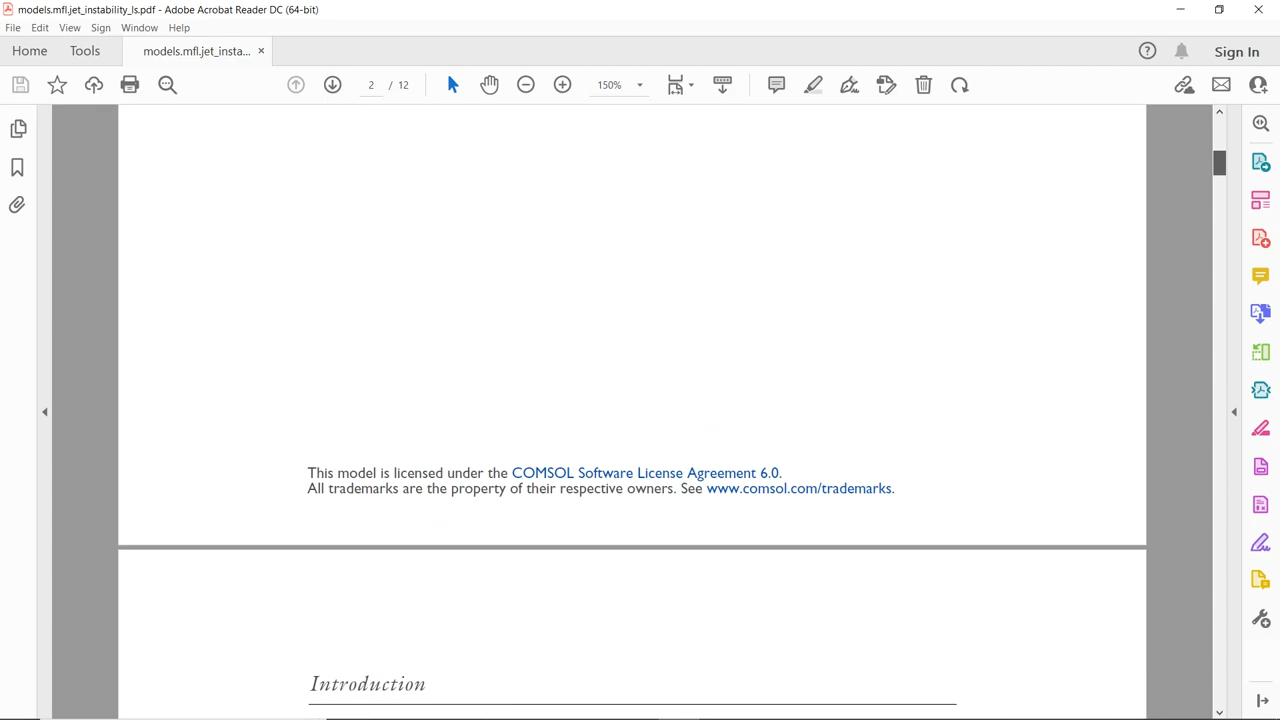 models.mfl.jet_instability_ls.pdf - Adobe Acrobat Reader DC (64-bit)
File Edit View Sign Window Help
Home Tools models.mfl.jet_insta... × Sign In
2 / 12 150%
This model is licensed under the COMSOL Software License Agreement 6.0.
All trademarks are the property of their respective owners. See www.comsol.com/trademarks.
Introduction